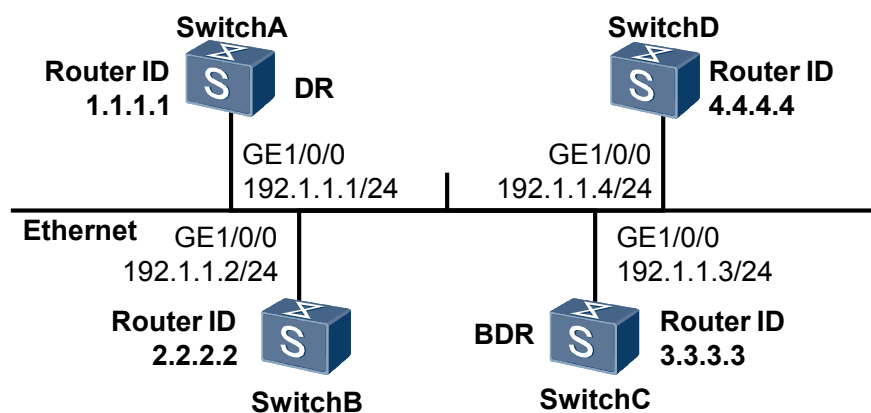 SwitchA
Router ID
1.1.1.1
S
DR
GE1/0/0
192.1.1.1/24
SwitchD
S
Router ID
4.4.4.4
GE1/0/0
192.1.1.4/24
Ethernet
GE1/0/0
192.1.1.2/24
Router ID
2.2.2.2
S
SwitchB
GE1/0/0
192.1.1.3/24
BDR
S
Router ID
3.3.3.3
SwitchC